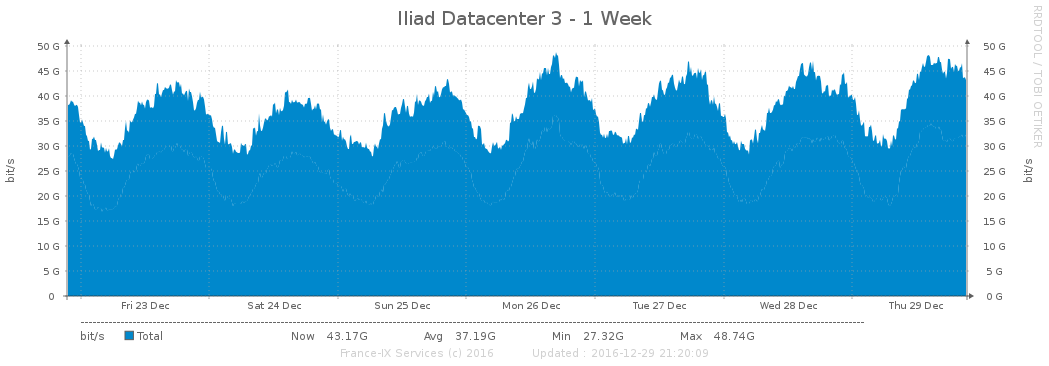 Iliad Datacenter 3 - 1 Week
RRDTOOL / TOBI OETIKER
50 G 50 G
45 G 45 G
40 G 40 G
35 G 35 G
30 G 30 G
25 G 25 G
20 G 20 G
15 G 15 G
10 G 10 G
5 G 5 G
0 0 G
bit/s bit/s
Fri 23 Dec Sat 24 Dec Sun 25 Dec Mon 26 Dec Tue 27 Dec Wed 28 Dec Thu 29 Dec
bit/s Total Now 43.17G Avg 37.19G Min 27.32G Max 48.74G
France-IX Services (c) 2016 Updated : 2016-12-29 21:20:09